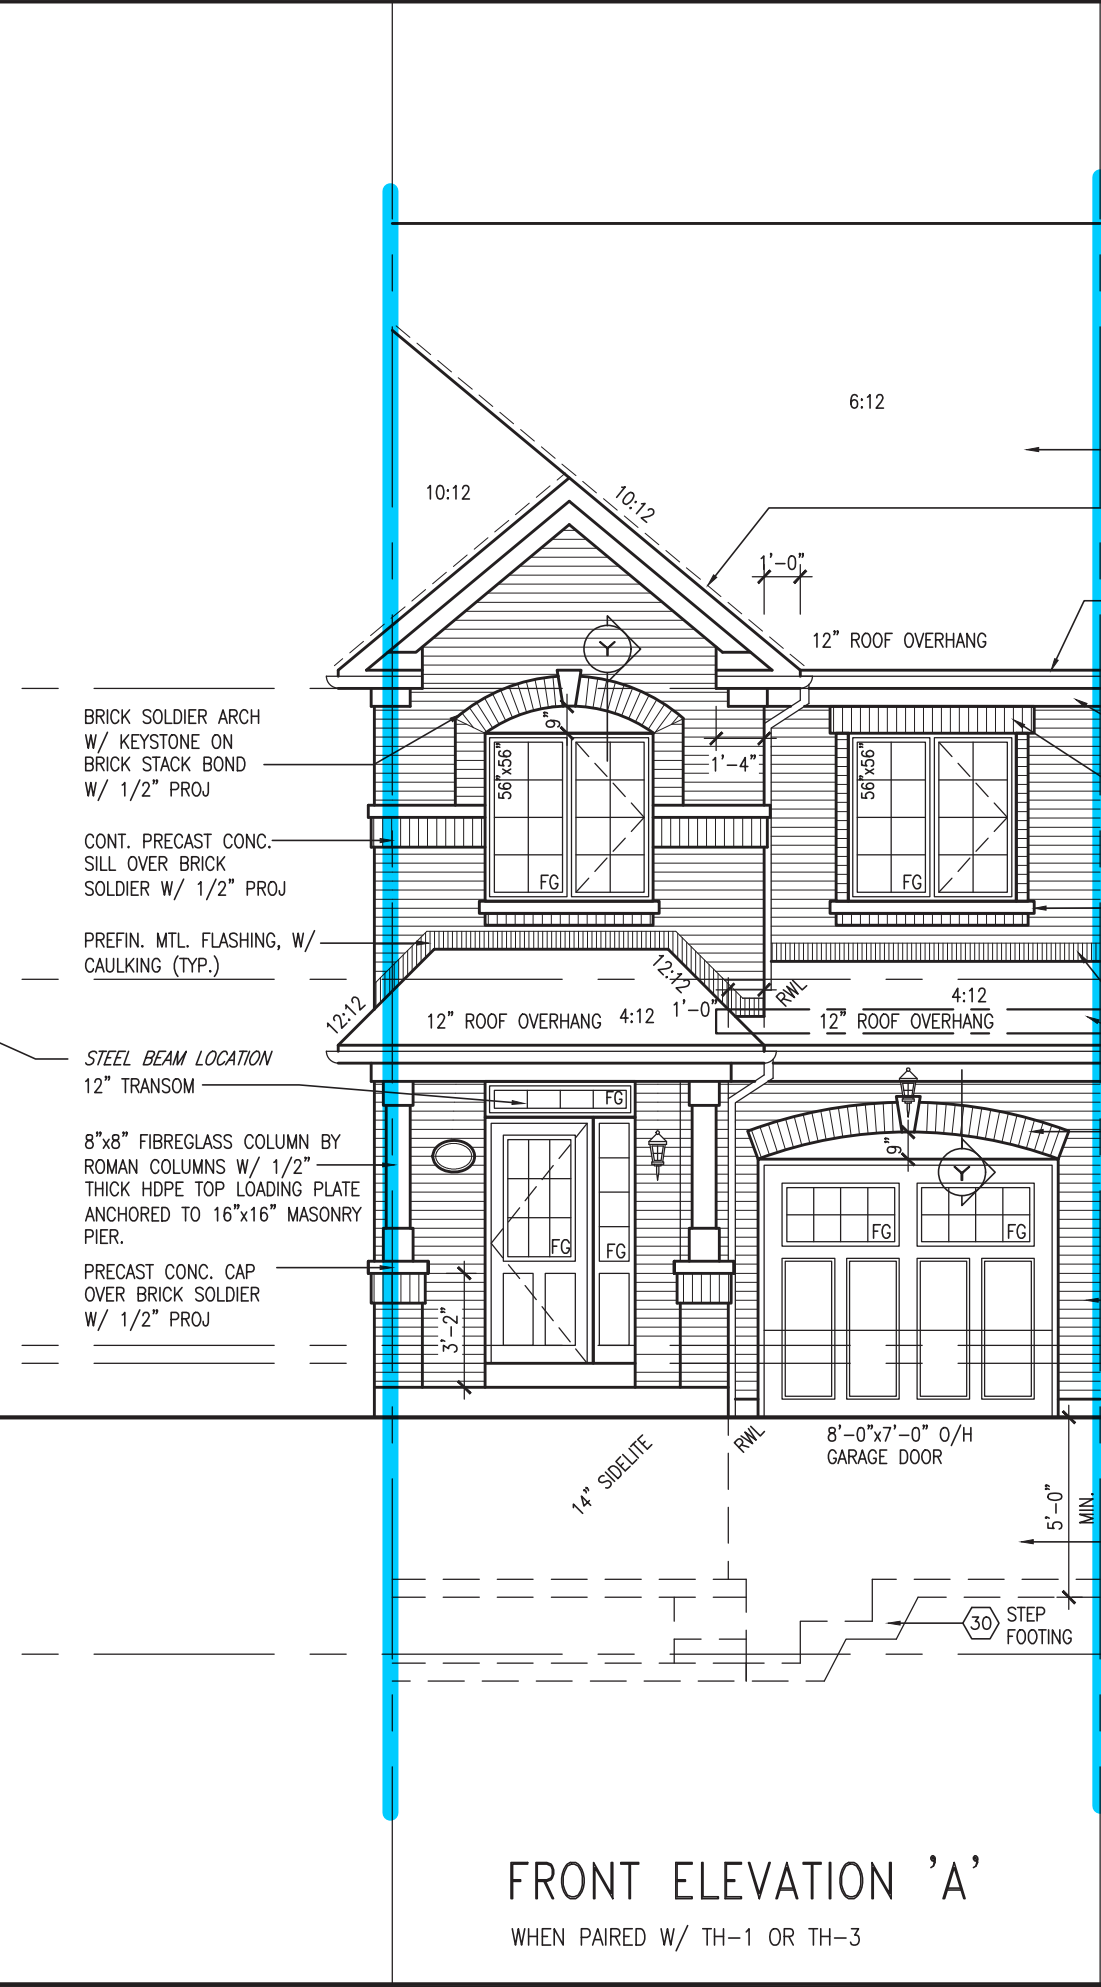 6:12
10:12
10:12
1'-0"
12" ROOF OVERHANG
Y
BRICK SOLDIER ARCH
W/ KEYSTONE ON
BRICK STACK BOND
W/ 1/2" PROJ
9"
1'-4"
56"x56"
56"x56"
CONT. PRECAST CONC.
SILL OVER BRICK
SOLDIER W/ 1/2" PROJ
FG
FG
PREFIN. MTL. FLASHING, W/
CAULKING (TYP.)
12:12
12:12
12" ROOF OVERHANG
4:12
1'-0"
RWL
4:12
12" ROOF OVERHANG
STEEL BEAM LOCATION
12" TRANSOM
FG
8"x8" FIBREGLASS COLUMN BY
ROMAN COLUMNS W/ 1/2"
THICK HDPE TOP LOADING PLATE
ANCHORED TO 16"x16" MASONRY
PIER.
9"
Y
FG
FG
FG
FG
PRECAST CONC. CAP
OVER BRICK SOLDIER
W/ 1/2" PROJ
3'-2"
14" SIDELITE
RWL
8'-0"x7'-0" O/H
GARAGE DOOR
5'-0"
MIN.
30
STEP
FOOTING
FRONT ELEVATION 'A'
WHEN PAIRED W/ TH-1 OR TH-3